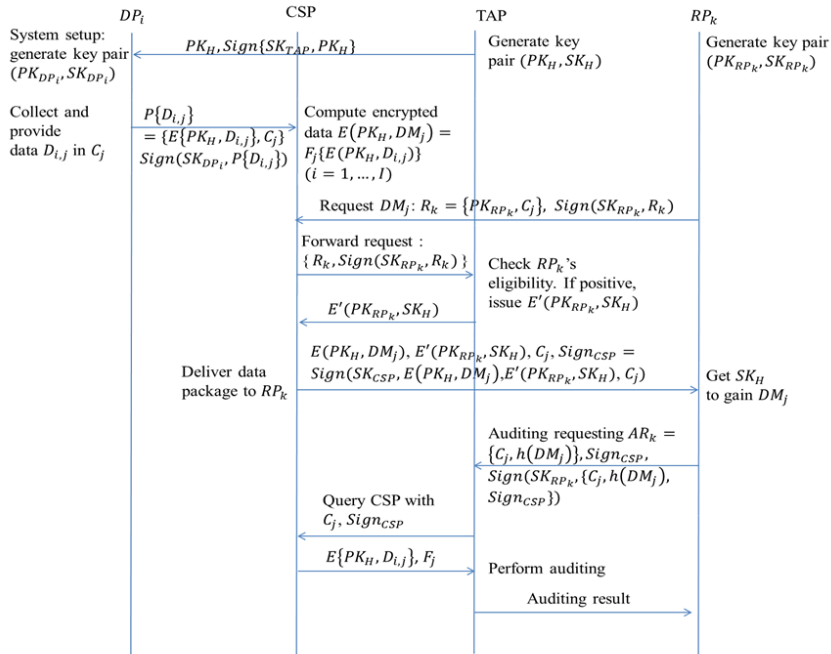 DP_i
CSP
TAP
RP_k
System setup:
generate key pair
(PK_{DP_i}, SK_{DP_i})
PK_H, Sign{SK_{TAP}, PK_H}
Generate key
pair (PK_H, SK_H)
Generate key pair
(PK_{RP_k}, SK_{RP_k})
Collect and
provide
data D_{i,j} in C_j
P{D_{i,j}}
= {E{PK_H, D_{i,j}}, C_j}
Sign(SK_{DP_i}, P{D_{i,j}})
Compute encrypted
data E(PK_H, DM_j) =
F_j{E(PK_H, D_{i,j})}
(i = 1, ..., I)
Request DM_j: R_k = {PK_{RP_k}, C_j}, Sign(SK_{RP_k}, R_k)
Forward request :
{ R_k, Sign(SK_{RP_k}, R_k) }
Check RP_k's
eligibility. If positive,
issue E'(PK_{RP_k}, SK_H)
E'(PK_{RP_k}, SK_H)
Deliver data
package to RP_k
E(PK_H, DM_j), E'(PK_{RP_k}, SK_H), C_j, Sign_{CSP} =
Sign(SK_{CSP}, E(PK_H, DM_j), E'(PK_{RP_k}, SK_H), C_j)
Get SK_H
to gain DM_j
Auditing requesting AR_k =
{C_j, h(DM_j)}, Sign_{CSP},
Sign(SK_{RP_k}, {C_j, h(DM_j),
Sign_{CSP}})
Query CSP with
C_j, Sign_{CSP}
E{PK_H, D_{i,j}}, F_j
Perform auditing
Auditing result